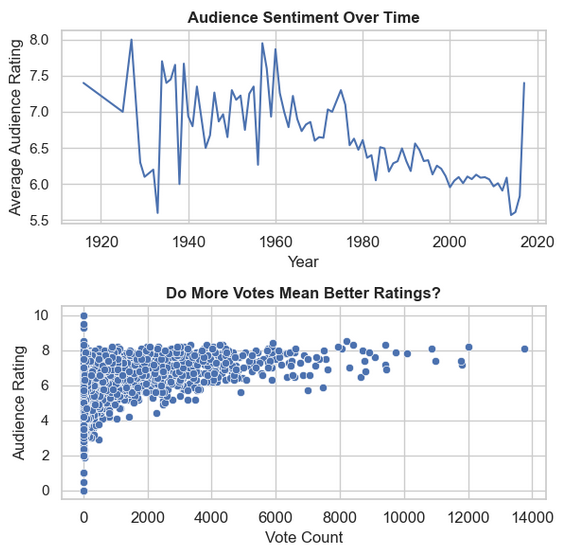 Audience Sentiment Over Time
8.0
7.5
7.0
6.5
6.0
5.5
Average Audience Rating
1920 1940 1960 1980 2000 2020
Year
Do More Votes Mean Better Ratings?
10
8
6
4
2
0
Audience Rating
0 2000 4000 6000 8000 10000 12000 14000
Vote Count